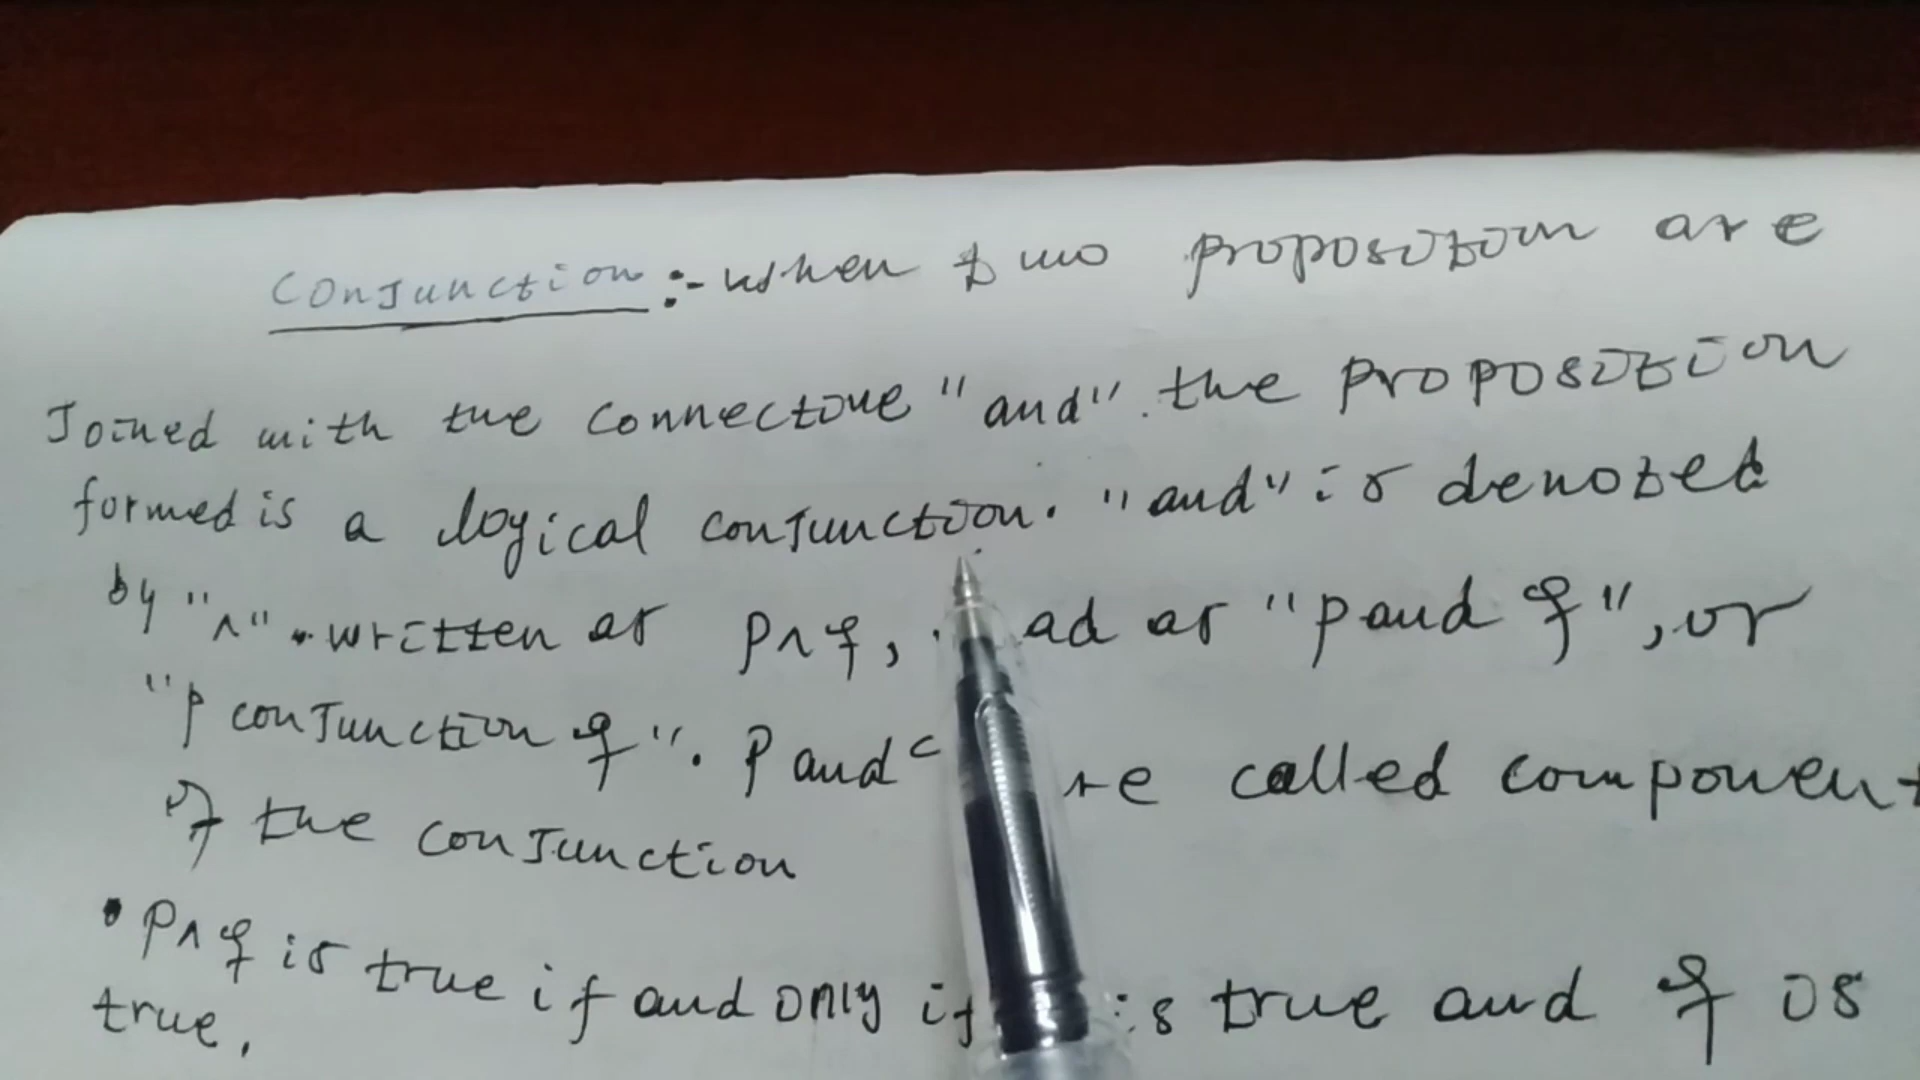 Conjunction :- when two proposition are
Joined with the connective "and". the proposition
formed is a logical conjunction. "and" is denoted
by "∧". written as p∧q, as "p and q", or
"p conjunction q". P and are called component
of the conjunction
• P∧q is true if and only if is true and q is
true.